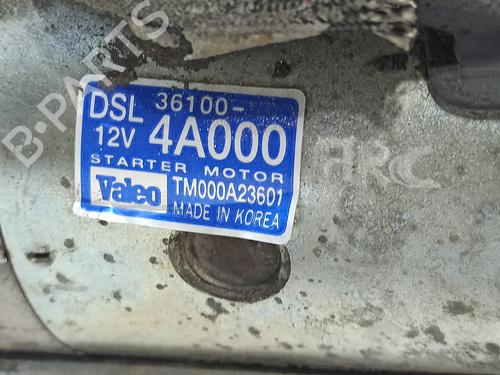 B-PARTS
DSL 36100-
12V 4A000
STARTER MOTOR
Valeo TM000A23601
MADE IN KOREA